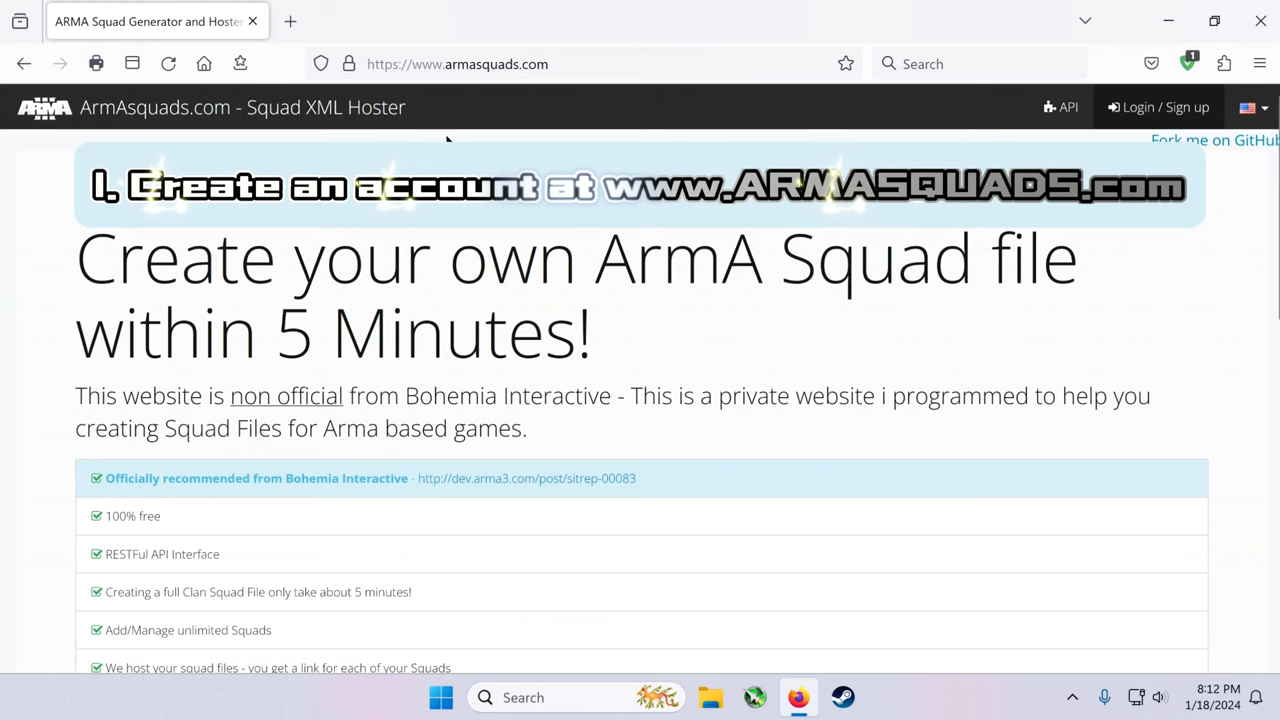 ARMA Squad Generator and Hoster
https://www.armasquads.com
Search
1
ARMA
ArmAsquads.com - Squad XML Hoster
API
Login / Sign up
Fork me on GitHub
1. Create an account at www.ARMASQUADS.com
Create your own ArmA Squad file
within 5 Minutes!
This website is non official from Bohemia Interactive - This is a private website i programmed to help you
creating Squad Files for Arma based games.
Officially recommended from Bohemia Interactive - http://dev.arma3.com/post/sitrep-00083
100% free
RESTFul API Interface
Creating a full Clan Squad File only take about 5 minutes!
Add/Manage unlimited Squads
We host your squad files - you get a link for each of your Squads
Search
8:12 PM
1/18/2024